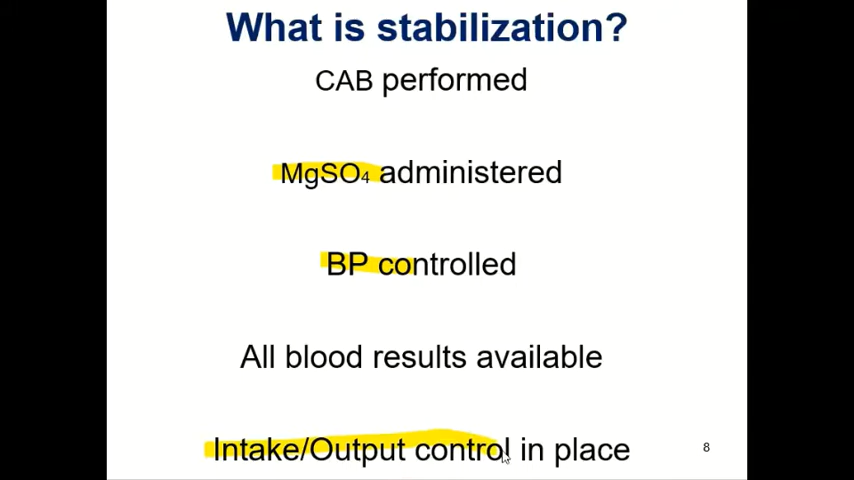 What is stabilization?
CAB performed
MgSO₄ administered
BP controlled
All blood results available
Intake/Output control in place
8